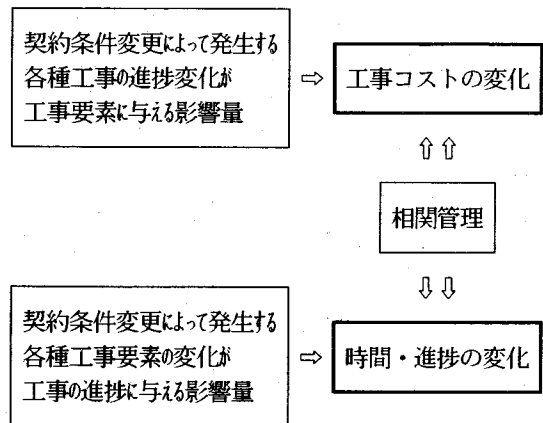 契約条件変更によって発生する
各種工事の進捗変化が
工事要素に与える影響量
⇨
工事コストの変化
⇧⇧
相関管理
⇩⇩
契約条件変更によって発生する
各種工事要素の変化が
工事の進捗に与える影響量
⇨
時間・進捗の変化